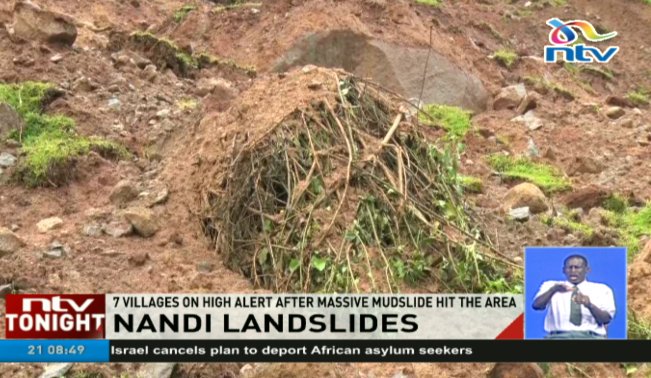 ntv
7 VILLAGES ON HIGH ALERT AFTER MASSIVE MUDSLIDE HIT THE AREA
ntv
TONIGHT
NANDI LANDSLIDES
21 08:49
Israel cancels plan to deport African asylum seekers